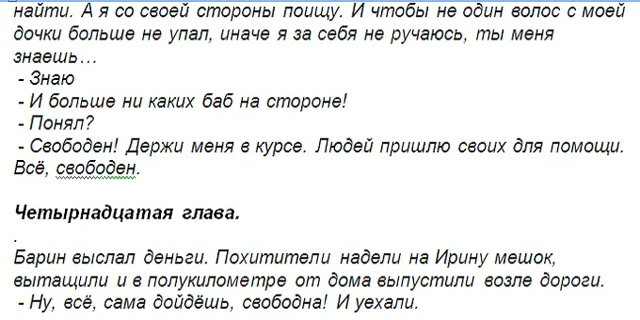 найти. А я со своей стороны поищу. И чтобы не один волос с моей
дочки больше не упал, иначе я за себя не ручаюсь, ты меня
знаешь…
- Знаю
- И больше ни каких баб на стороне!
- Понял?
- Свободен! Держи меня в курсе. Людей пришлю своих для помощи.
Всё, свободен.
Четырнадцатая глава.
.
Барин выслал деньги. Похитители надели на Ирину мешок,
вытащили и в полукилометре от дома выпустили возле дороги.
- Ну, всё, сама дойдёшь, свободна! И уехали.